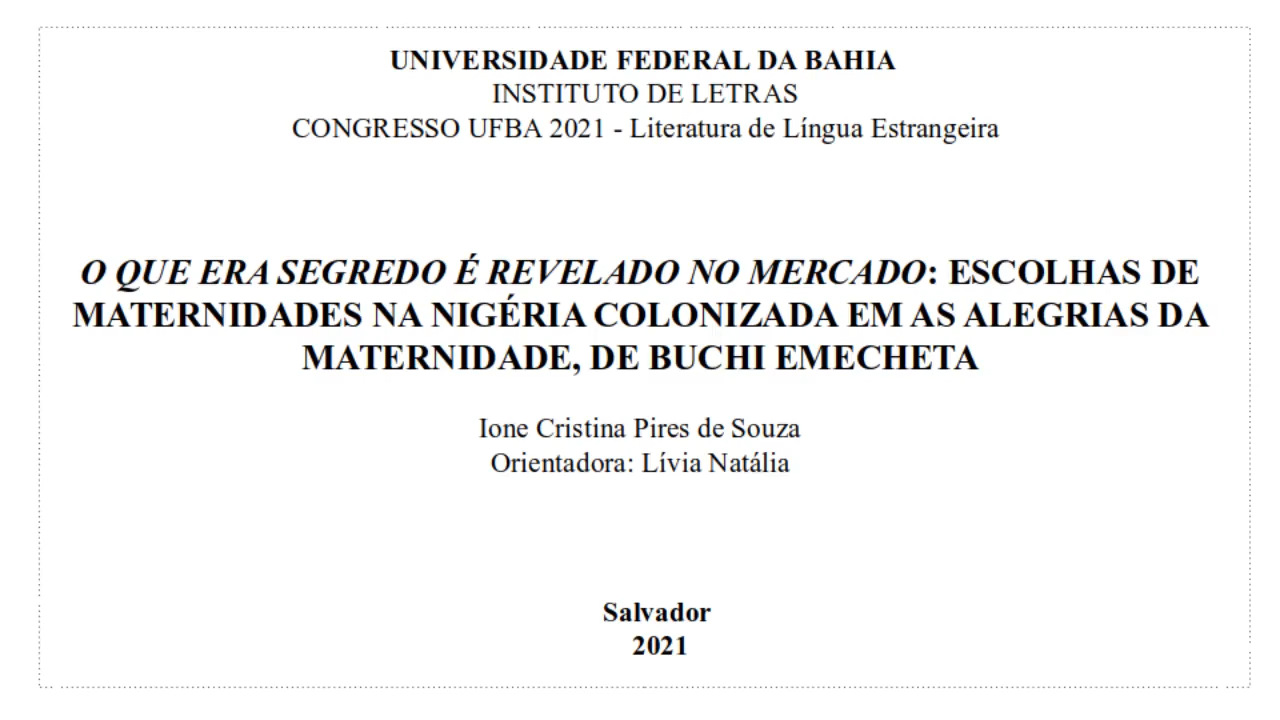 UNIVERSIDADE FEDERAL DA BAHIA
INSTITUTO DE LETRAS
CONGRESSO UFBA 2021 - Literatura de Língua Estrangeira
O QUE ERA SEGREDO É REVELADO NO MERCADO: ESCOLHAS DE
MATERNIDADES NA NIGÉRIA COLONIZADA EM AS ALEGRIAS DA
MATERNIDADE, DE BUCHI EMECHETA
Ione Cristina Pires de Souza
Orientadora: Lívia Natália
Salvador
2021